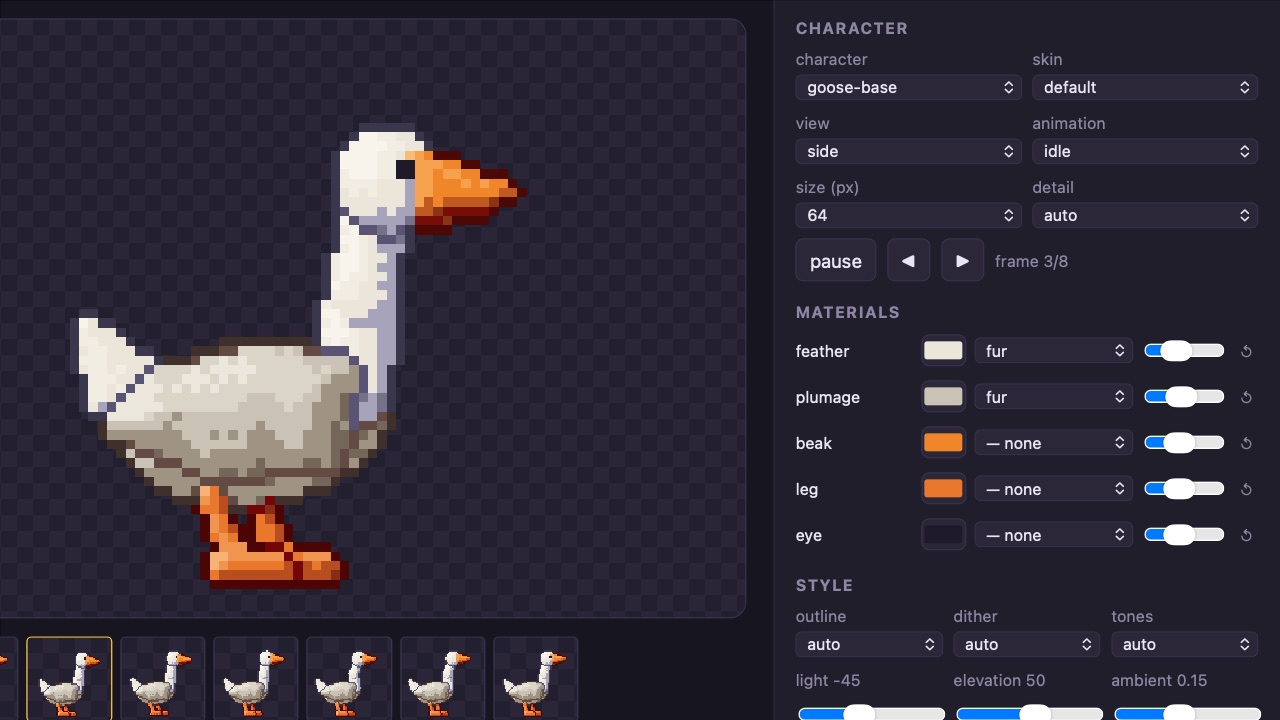 CHARACTER
character skin
goose-base default
view animation
side idle
size (px) detail
64 auto
pause ◀ ▶ frame 3/8
MATERIALS
feather fur
plumage fur
beak — none
leg — none
eye — none
STYLE
outline dither tones
auto auto auto
light -45 elevation 50 ambient 0.15